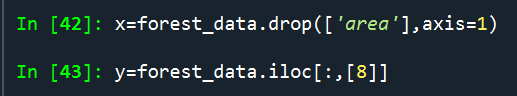 In [42]: x=forest_data.drop(['area'],axis=1)
In [43]: y=forest_data.iloc[:,[8]]